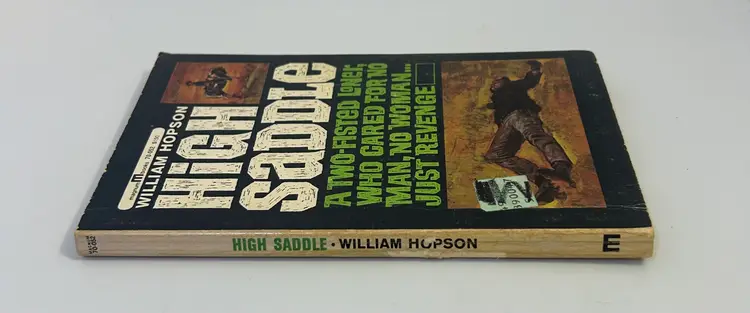 WILLIAM HOPSON
HIGH
SADDLE
A TWO-FISTED LONER,
WHO CARED FOR NO
MAN, NO WOMAN...
JUST REVENGE
HIGH SADDLE • WILLIAM HOPSON
m